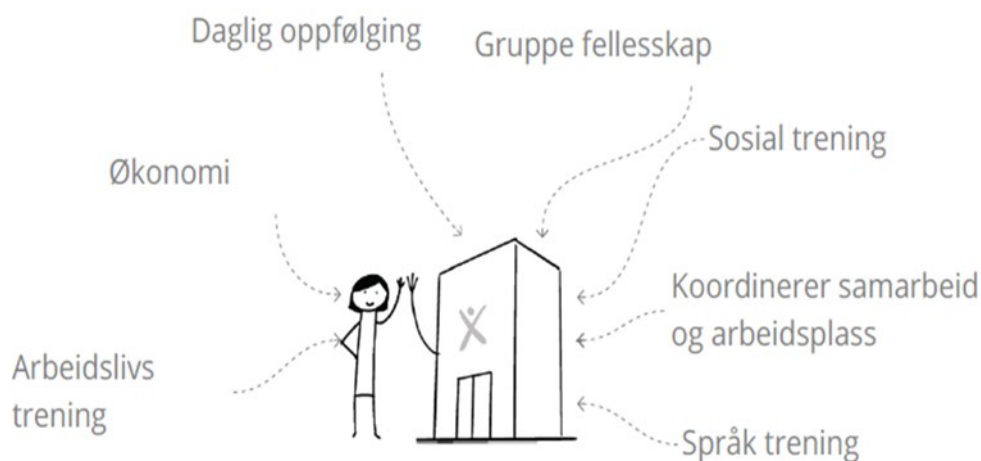 Daglig oppfølging
Gruppe fellesskap
Sosial trening
Økonomi
Koordinerer samarbeid
og arbeidsplass
Arbeidslivs
trening
Språk trening